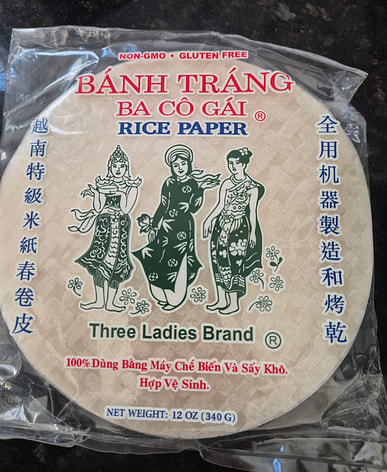 NON-GMO • GLUTEN FREE
BÁNH TRÁNG
BA CÔ GÁI ®
RICE PAPER
越南特級米紙春卷皮
全用机器製造和烤乾
Three Ladies Brand ®
100% Dùng Bằng Máy Chế Biến Và Sấy Khô.
Hợp Vệ Sinh.
NET WEIGHT: 12 OZ (340 G)